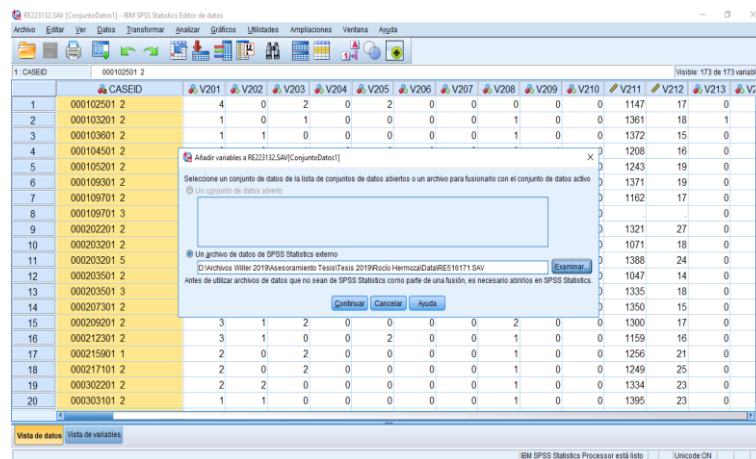 RE223132.SAV [ConjuntoDatos1] - IBM SPSS Statistics Editor de datos
Archivo Editar Ver Datos Transformar Analizar Gráficos Utilidades Ampliaciones Ventana Ayuda
1: CASEID 000102501 2 Visible: 173 de 173 variabl
CASEID V201 V202 V203 V204 V205 V206 V207 V208 V209 V210 V211 V212 V213 V2
1 000102501 2 4 0 2 0 2 0 0 0 0 0 1147 17 0
2 000103201 2 1 0 1 0 0 0 0 1 0 0 1361 18 1
3 000103601 2 1 1 0 0 0 0 0 1 0 0 1372 15 0
4 000104501 2 1208 16 0
Añadir variables a RE223132.SAV[ConjuntoDatos1]
5 000105201 2 1243 19 0
Seleccione un conjunto de datos de la lista de conjuntos de datos abiertos o un archivo para fusionarlo con el conjunto de datos activo
6 000109301 2 1371 19 0
Un conjunto de datos abierto
7 000109701 2 1162 17 0
8 000109701 3 . . 0
9 000202201 2 1321 27 0
10 000203201 2 1071 18 0
Un archivo de datos de SPSS Statistics externo
11 000203201 5 1388 24 0
D:\Archivos Willer 2019\Asesoramiento Tesis\Tesis 2019\Rocío Hermoza\Data\RE516171.SAV Examinar...
12 000203501 2 1047 14 0
Antes de utilizar archivos de datos que no sean de SPSS Statistics como parte de una fusión, es necesario abrirlos en SPSS Statistics.
13 000203501 3 1335 18 0
Continuar Cancelar Ayuda
14 000207301 2 1350 15 0
15 000209201 2 3 1 2 0 0 0 0 2 0 0 1300 17 0
16 000212301 2 3 1 0 0 2 0 0 1 0 0 1159 16 0
17 000215901 1 2 0 2 0 0 0 0 1 0 0 1256 21 0
18 000217101 2 2 0 2 0 0 0 0 1 0 0 1249 25 0
19 000302201 2 2 2 0 0 0 0 0 1 0 0 1334 23 0
20 000303101 2 1 1 0 0 0 0 0 1 0 0 1395 23 0
Vista de datos Vista de variables
IBM SPSS Statistics Processor está listo Unicode:ON